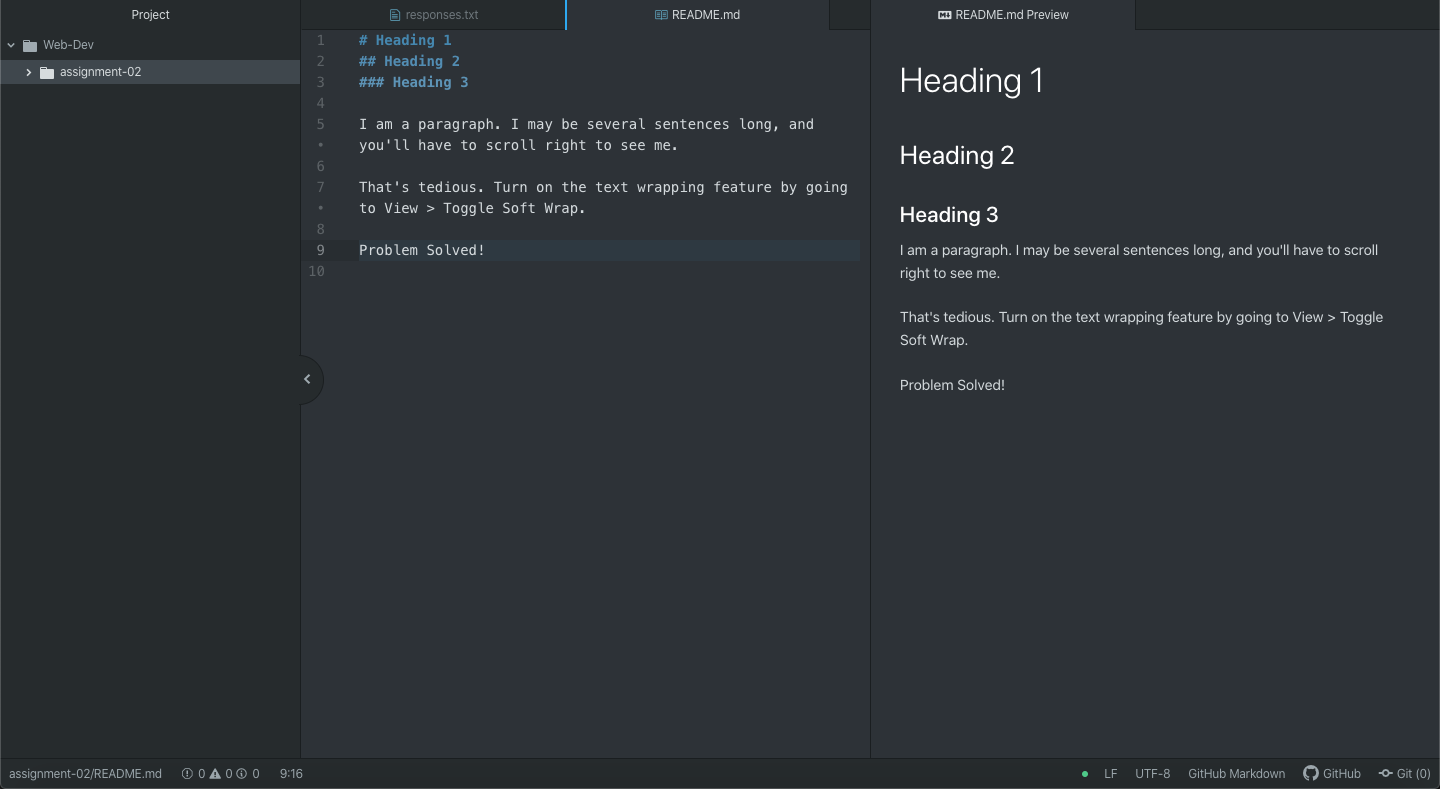 Project
Web-Dev
assignment-02
responses.txt
README.md
1 # Heading 1
2 ## Heading 2
3 ### Heading 3
4
5 I am a paragraph. I may be several sentences long, and
• you'll have to scroll right to see me.
6
7 That's tedious. Turn on the text wrapping feature by going
• to View > Toggle Soft Wrap.
8
9 Problem Solved!
10
README.md Preview
Heading 1
Heading 2
Heading 3
I am a paragraph. I may be several sentences long, and you'll have to scroll
right to see me.
That's tedious. Turn on the text wrapping feature by going to View > Toggle
Soft Wrap.
Problem Solved!
assignment-02/README.md 0 0 0 9:16 LF UTF-8 GitHub Markdown GitHub Git (0)